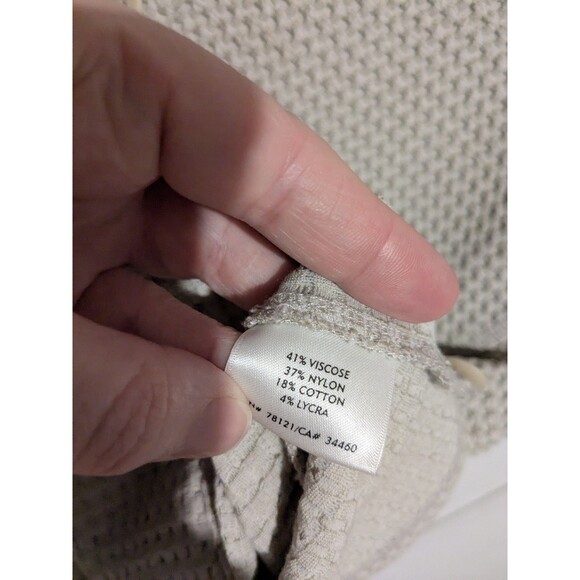 41% VISCOSE
37% NYLON
18% COTTON
4% LYCRA
N# 78121/CA# 34460